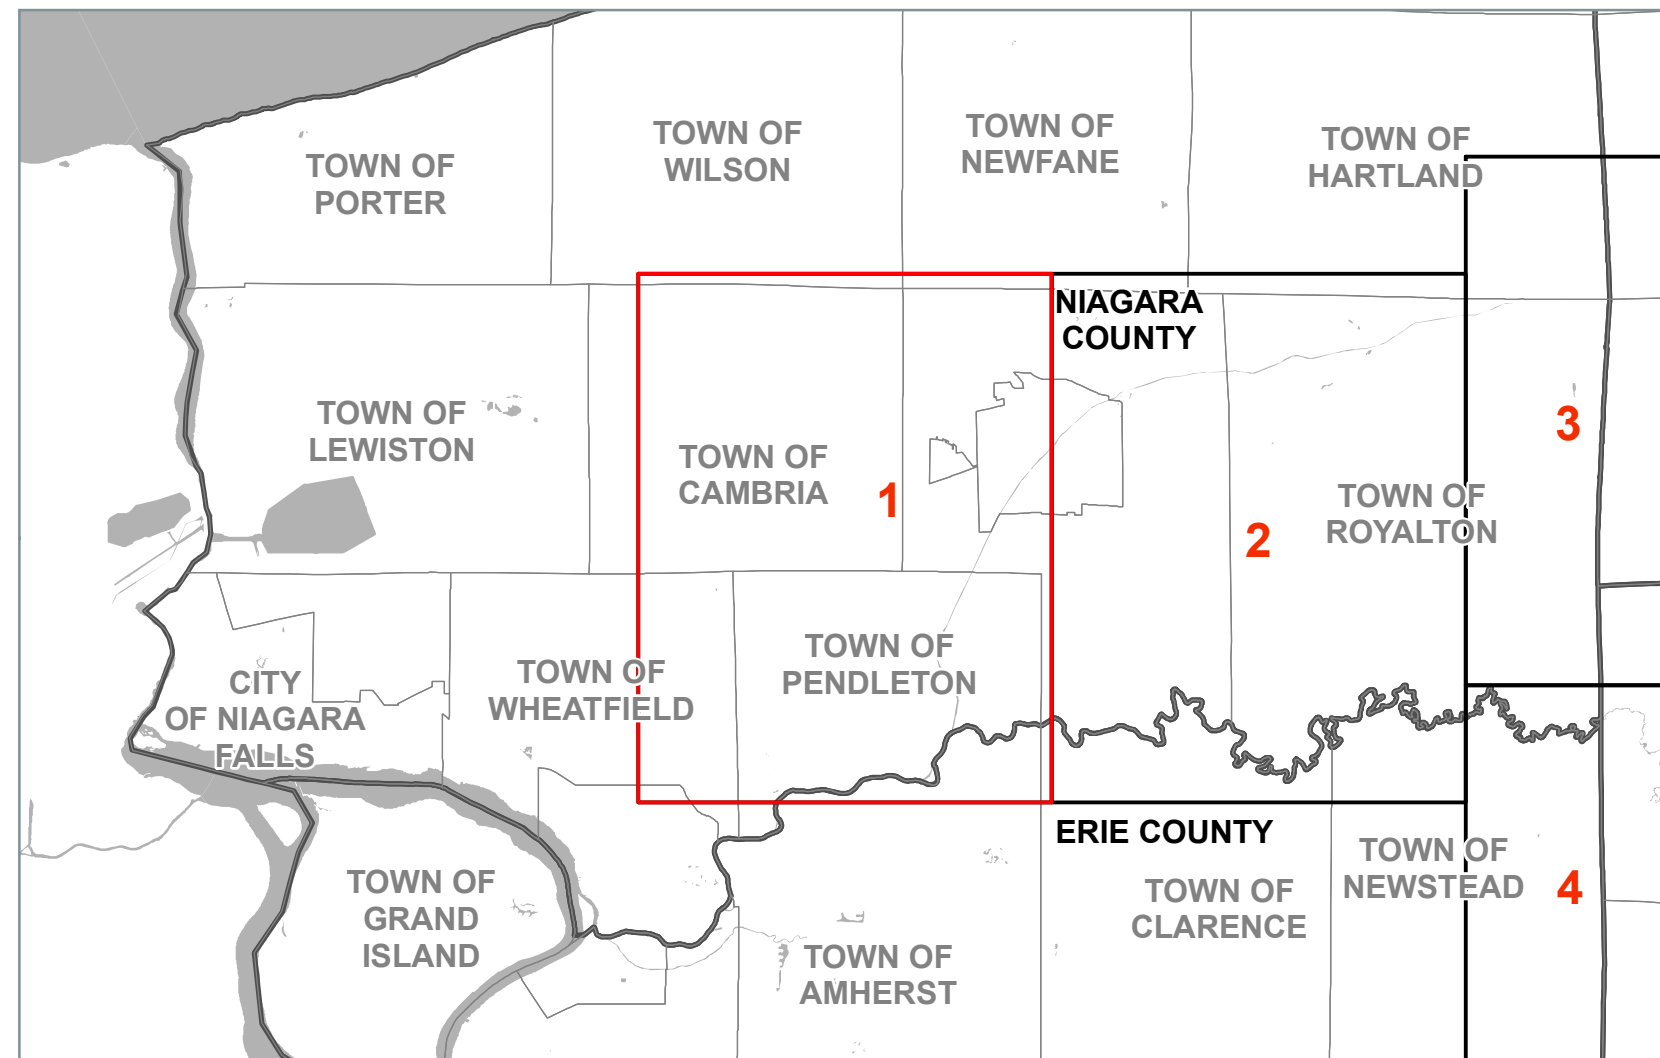 TOWN OF
PORTER
TOWN OF
WILSON
TOWN OF
NEWFANE
TOWN OF
HARTLAND
NIAGARA
COUNTY
TOWN OF
LEWISTON
TOWN OF
CAMBRIA
1
2
3
TOWN OF
ROYALTON
CITY
OF NIAGARA
FALLS
TOWN OF
WHEATFIELD
TOWN OF
PENDLETON
ERIE COUNTY
TOWN OF
GRAND
ISLAND
TOWN OF
AMHERST
TOWN OF
CLARENCE
TOWN OF
NEWSTEAD
4